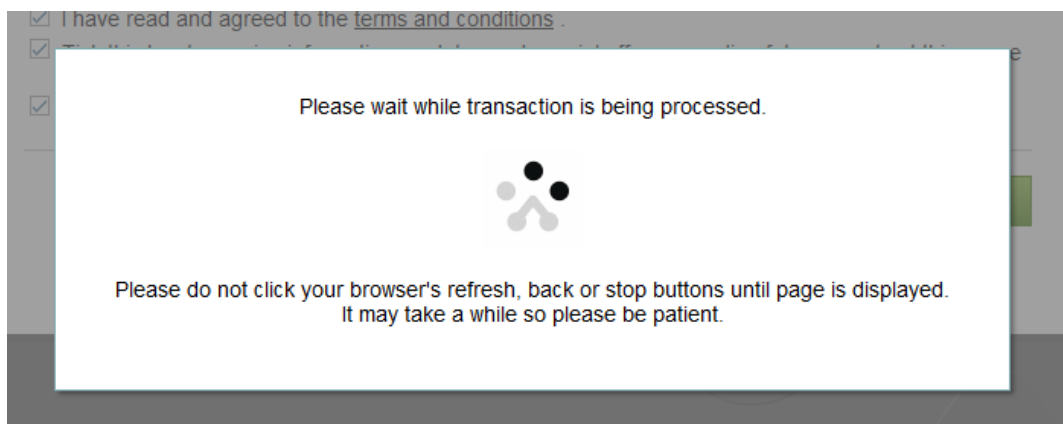 I have read and agreed to the terms and conditions .
e
Please wait while transaction is being processed.
Please do not click your browser's refresh, back or stop buttons until page is displayed.
It may take a while so please be patient.